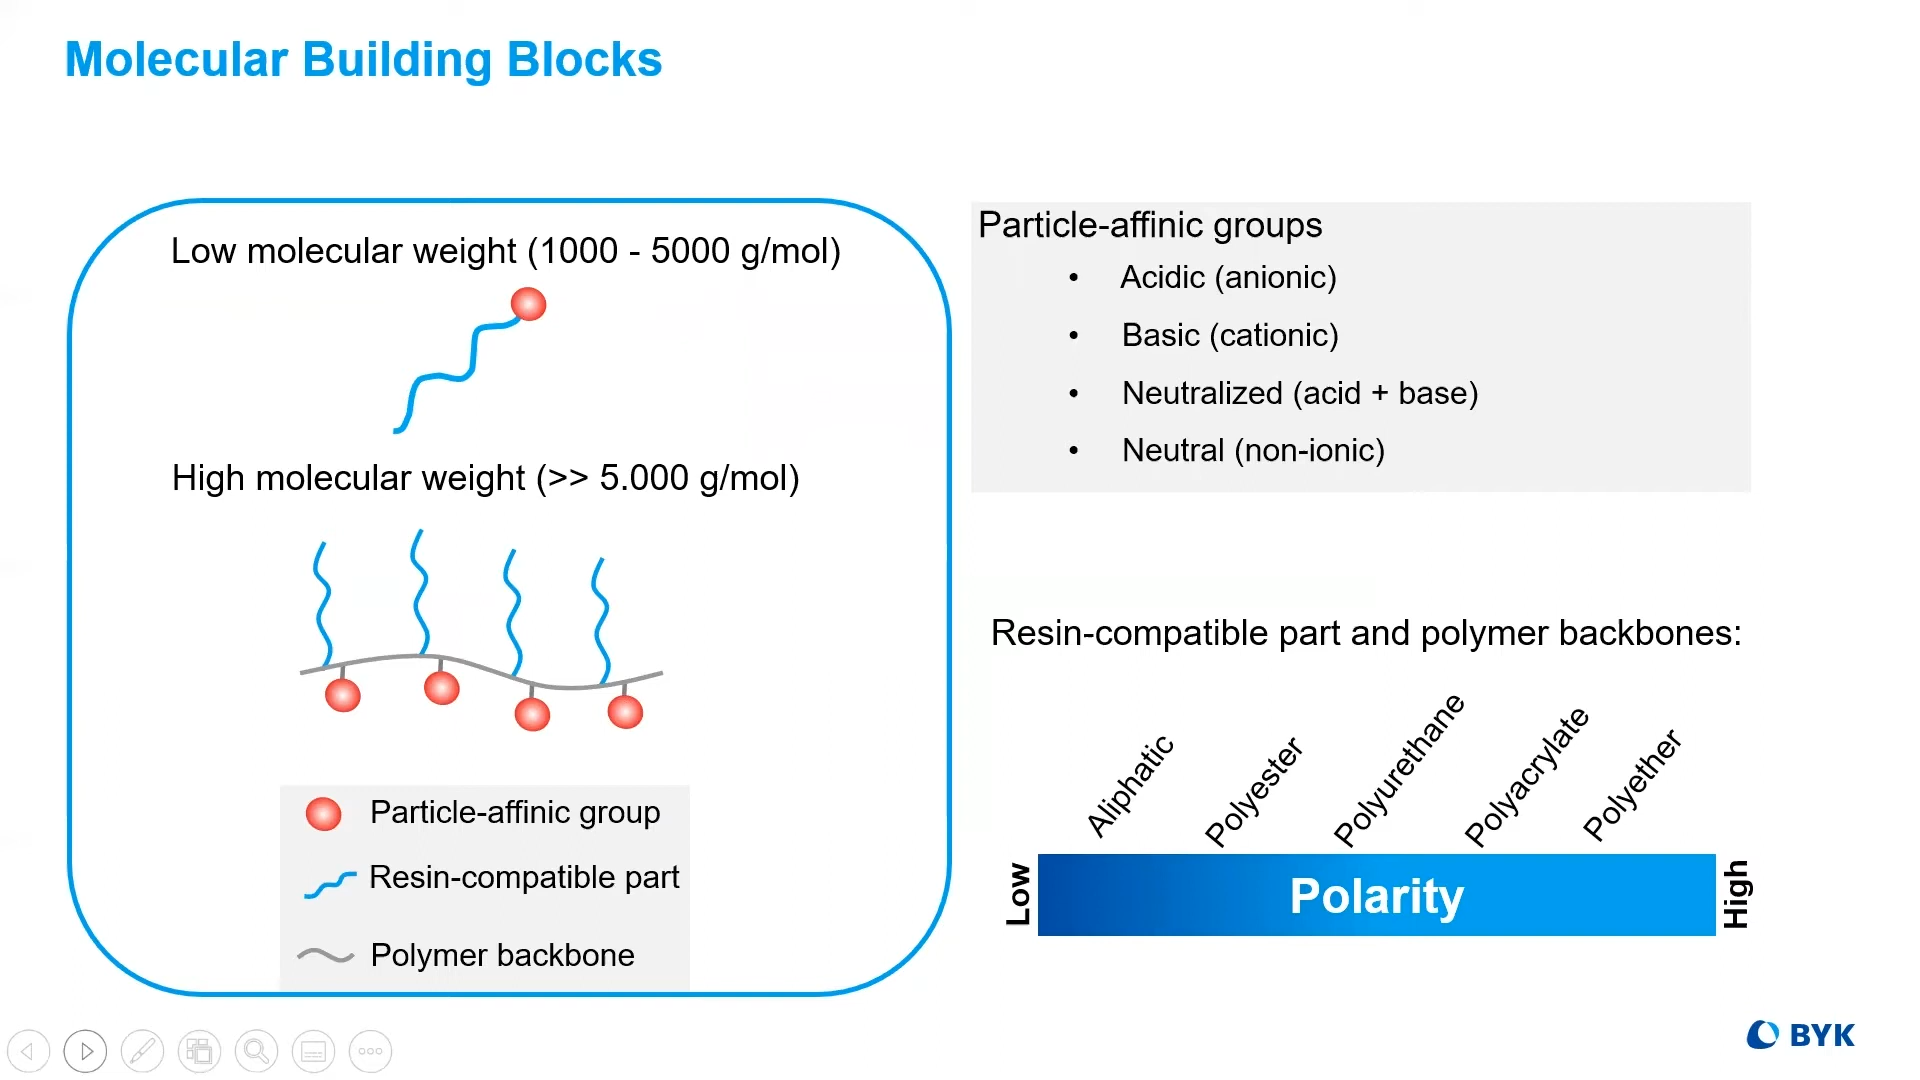 Molecular Building Blocks
Low molecular weight (1000 - 5000 g/mol)
High molecular weight (>> 5.000 g/mol)
Particle-affinic group
Resin-compatible part
Polymer backbone
Particle-affinic groups
• Acidic (anionic)
• Basic (cationic)
• Neutralized (acid + base)
• Neutral (non-ionic)
Resin-compatible part and polymer backbones:
Aliphatic
Polyester
Polyurethane
Polyacrylate
Polyether
Low
Polarity
High
BYK